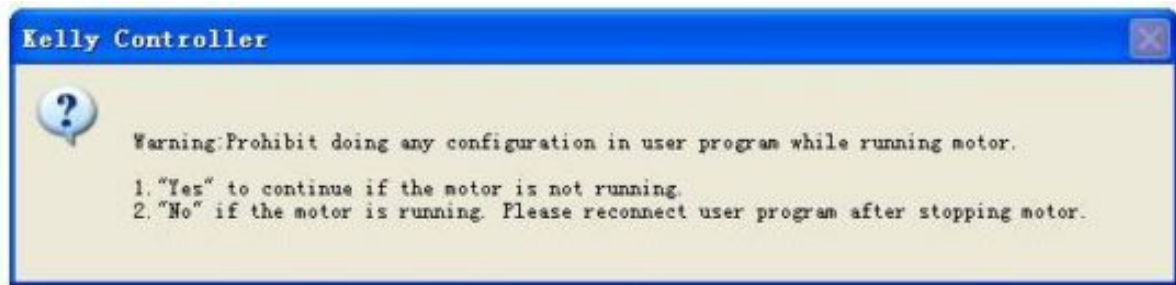 Kelly Controller
Warning:Prohibit doing any configuration in user program while running motor.
1."Yes" to continue if the motor is not running.
2."No" if the motor is running. Please reconnect user program after stopping motor.